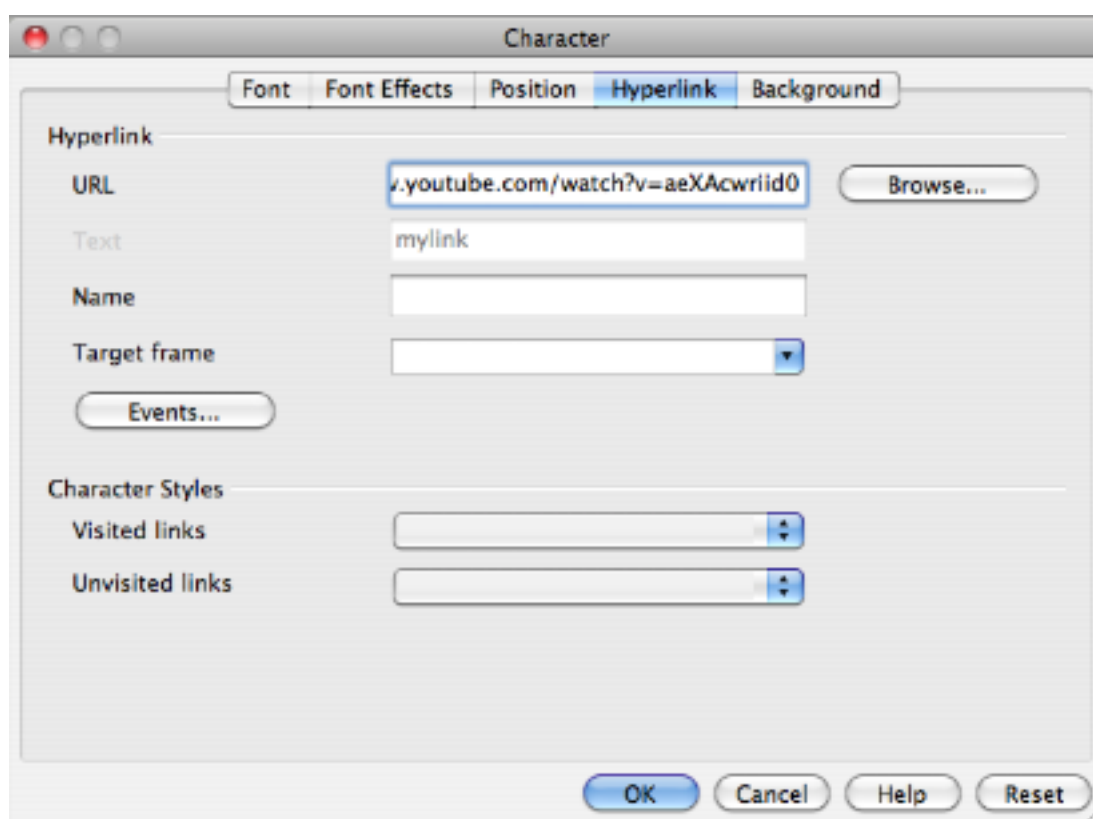 Character
Font Font Effects Position Hyperlink Background
Hyperlink
URL .youtube.com/watch?v=aeXAcwriid0 Browse...
Text mylink
Name
Target frame
Events...
Character Styles
Visited links
Unvisited links
OK Cancel Help Reset